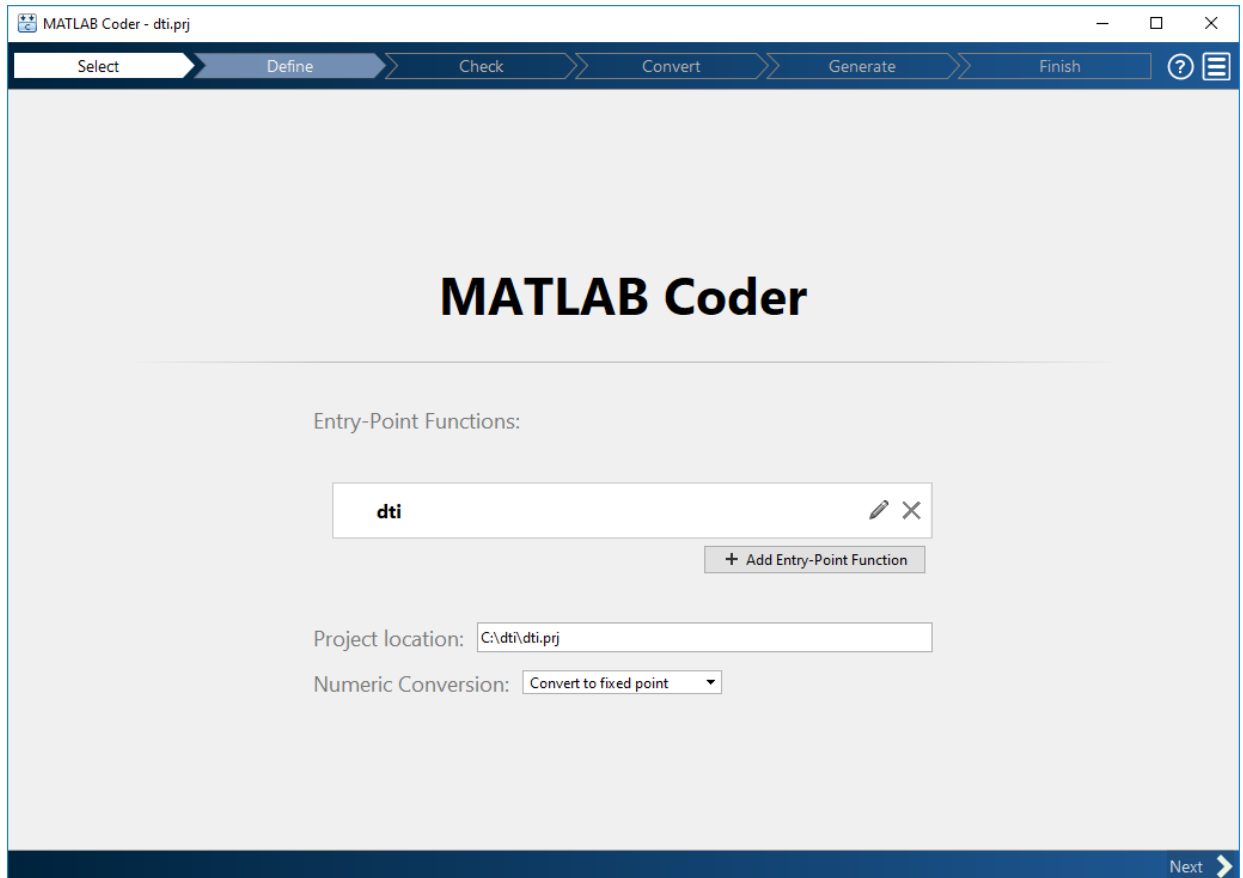 MATLAB Coder - dti.prj
Select Define Check Convert Generate Finish ?
MATLAB Coder
Entry-Point Functions:
dti
+ Add Entry-Point Function
Project location: C:\dti\dti.prj
Numeric Conversion: Convert to fixed point
Next